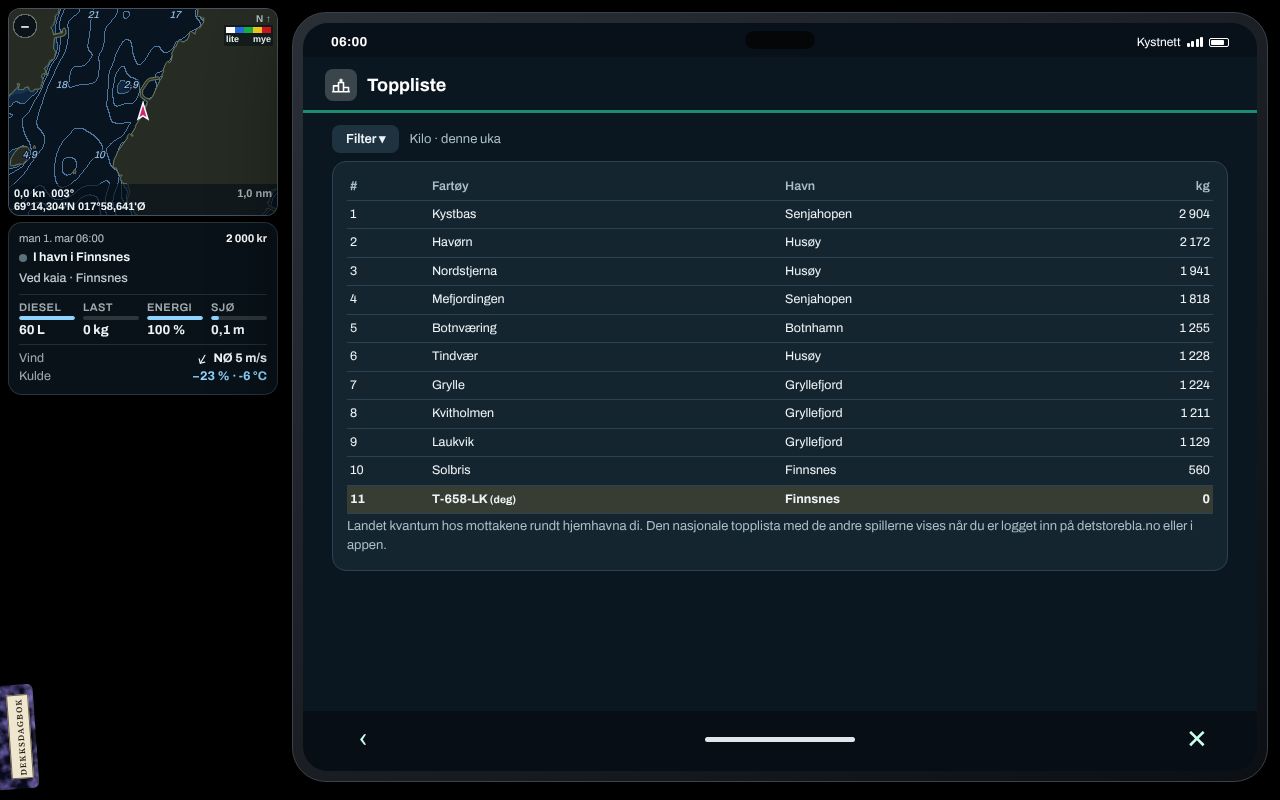 21
17
N ↑
lite mye
18
2,9
4,9
10
0,0 kn 003°
1,0 nm
69°14,304'N 017°58,641'Ø
man 1. mar 06:00
2 000 kr
I havn i Finnsnes
Ved kaia · Finnsnes
DIESEL LAST ENERGI SJØ
60 L 0 kg 100 % 0,1 m
Vind ↙ NØ 5 m/s
Kulde −23 % · -6 °C
DEKKSDAGBOK
06:00
Kystnett
Toppliste
Filter ▾ Kilo · denne uka
# Fartøy Havn kg
1 Kystbas Senjahopen 2 904
2 Havørn Husøy 2 172
3 Nordstjerna Husøy 1 941
4 Mefjordingen Senjahopen 1 818
5 Botnværing Botnhamn 1 255
6 Tindvær Husøy 1 228
7 Grylle Gryllefjord 1 224
8 Kvitholmen Gryllefjord 1 211
9 Laukvik Gryllefjord 1 129
10 Solbris Finnsnes 560
11 T-658-LK (deg) Finnsnes 0
Landet kvantum hos mottakene rundt hjemhavna di. Den nasjonale topplista med de andre spillerne vises når du er logget inn på detstorebla.no eller i
appen.